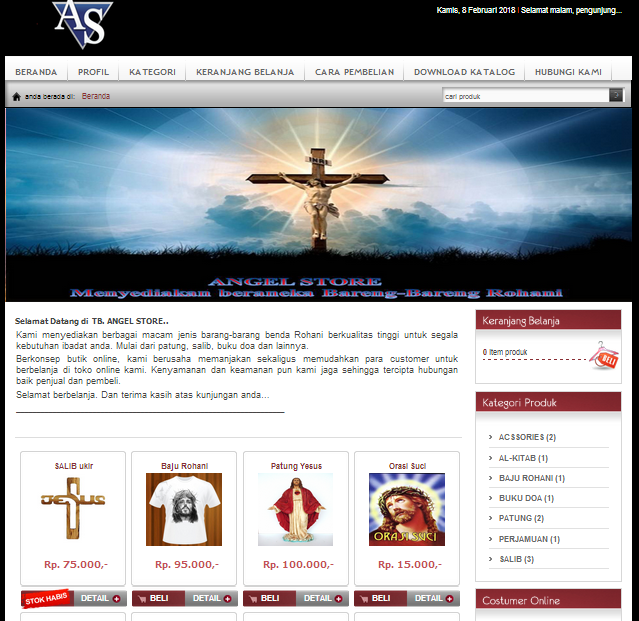 AS
Kamis, 8 Februari 2018 | Selamat malam, pengunjung...
BERANDA
PROFIL
KATEGORI
KERANJANG BELANJA
CARA PEMBELIAN
DOWNLOAD KATALOG
HUBUNGI KAMI
anda berada di: Beranda
cari produk
INRI
ANGEL STORE
Menyediakan beraneka Bareng-Bareng Rohani
Selamat Datang di TB. ANGEL STORE..
Kami menyediakan berbagai macam jenis barang-barang benda Rohani berkualitas tinggi untuk segala
kebutuhan ibadat anda. Mulai dari patung, salib, buku doa dan lainnya.
Berkonsep butik online, kami berusaha memanjakan sekaligus memudahkan para customer untuk
berbelanja di toko online kami. Kenyamanan dan keamanan pun kami jaga sehingga tercipta hubungan
baik penjual dan pembeli.
Selamat berbelanja. Dan terima kasih atas kunjungan anda...
Keranjang Belanja
0 item produk
BELI
Kategori Produk
ACSSORIES (2)
AL-KITAB (1)
BAJU ROHANI (1)
BUKU DOA (1)
PATUNG (2)
PERJAMUAN (1)
SALIB (3)
Costumer Online
SALIB ukir
JESUS
Rp. 75.000,-
STOK HABIS
DETAIL
Baju Rohani
Rp. 95.000,-
BELI
DETAIL
Patung Yesus
Rp. 100.000,-
BELI
DETAIL
Orasi Suci
ORAJI SUCI
Rp. 15.000,-
BELI
DETAIL